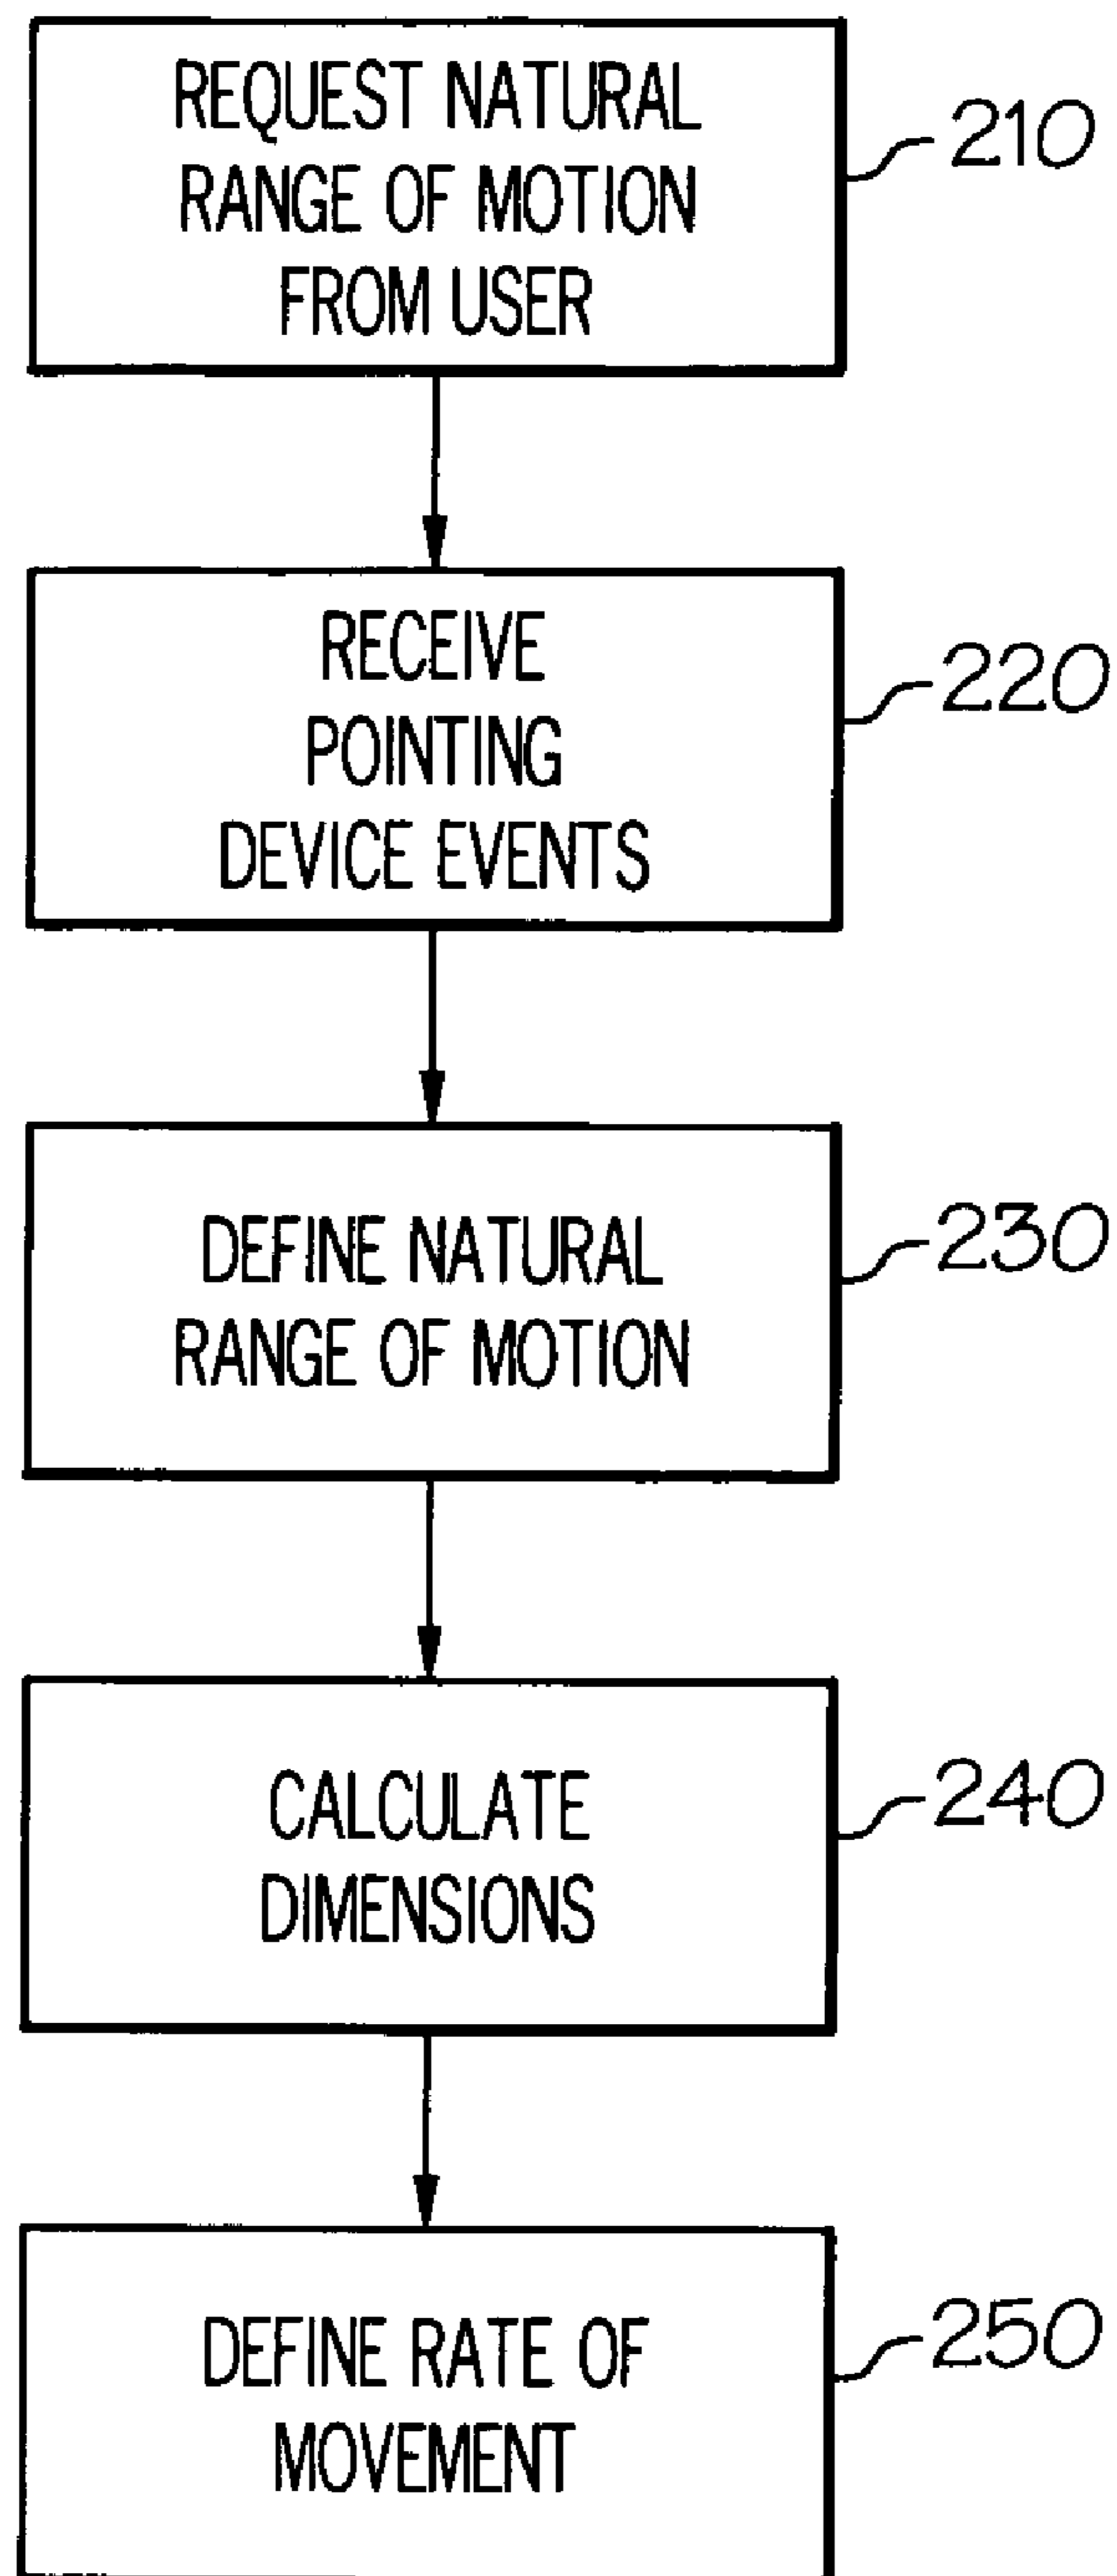 REQUEST NATURAL
RANGE OF MOTION
FROM USER
210
RECEIVE
POINTING
DEVICE EVENTS
220
DEFINE NATURAL
RANGE OF MOTION
230
CALCULATE
DIMENSIONS
240
DEFINE RATE OF
MOVEMENT
250